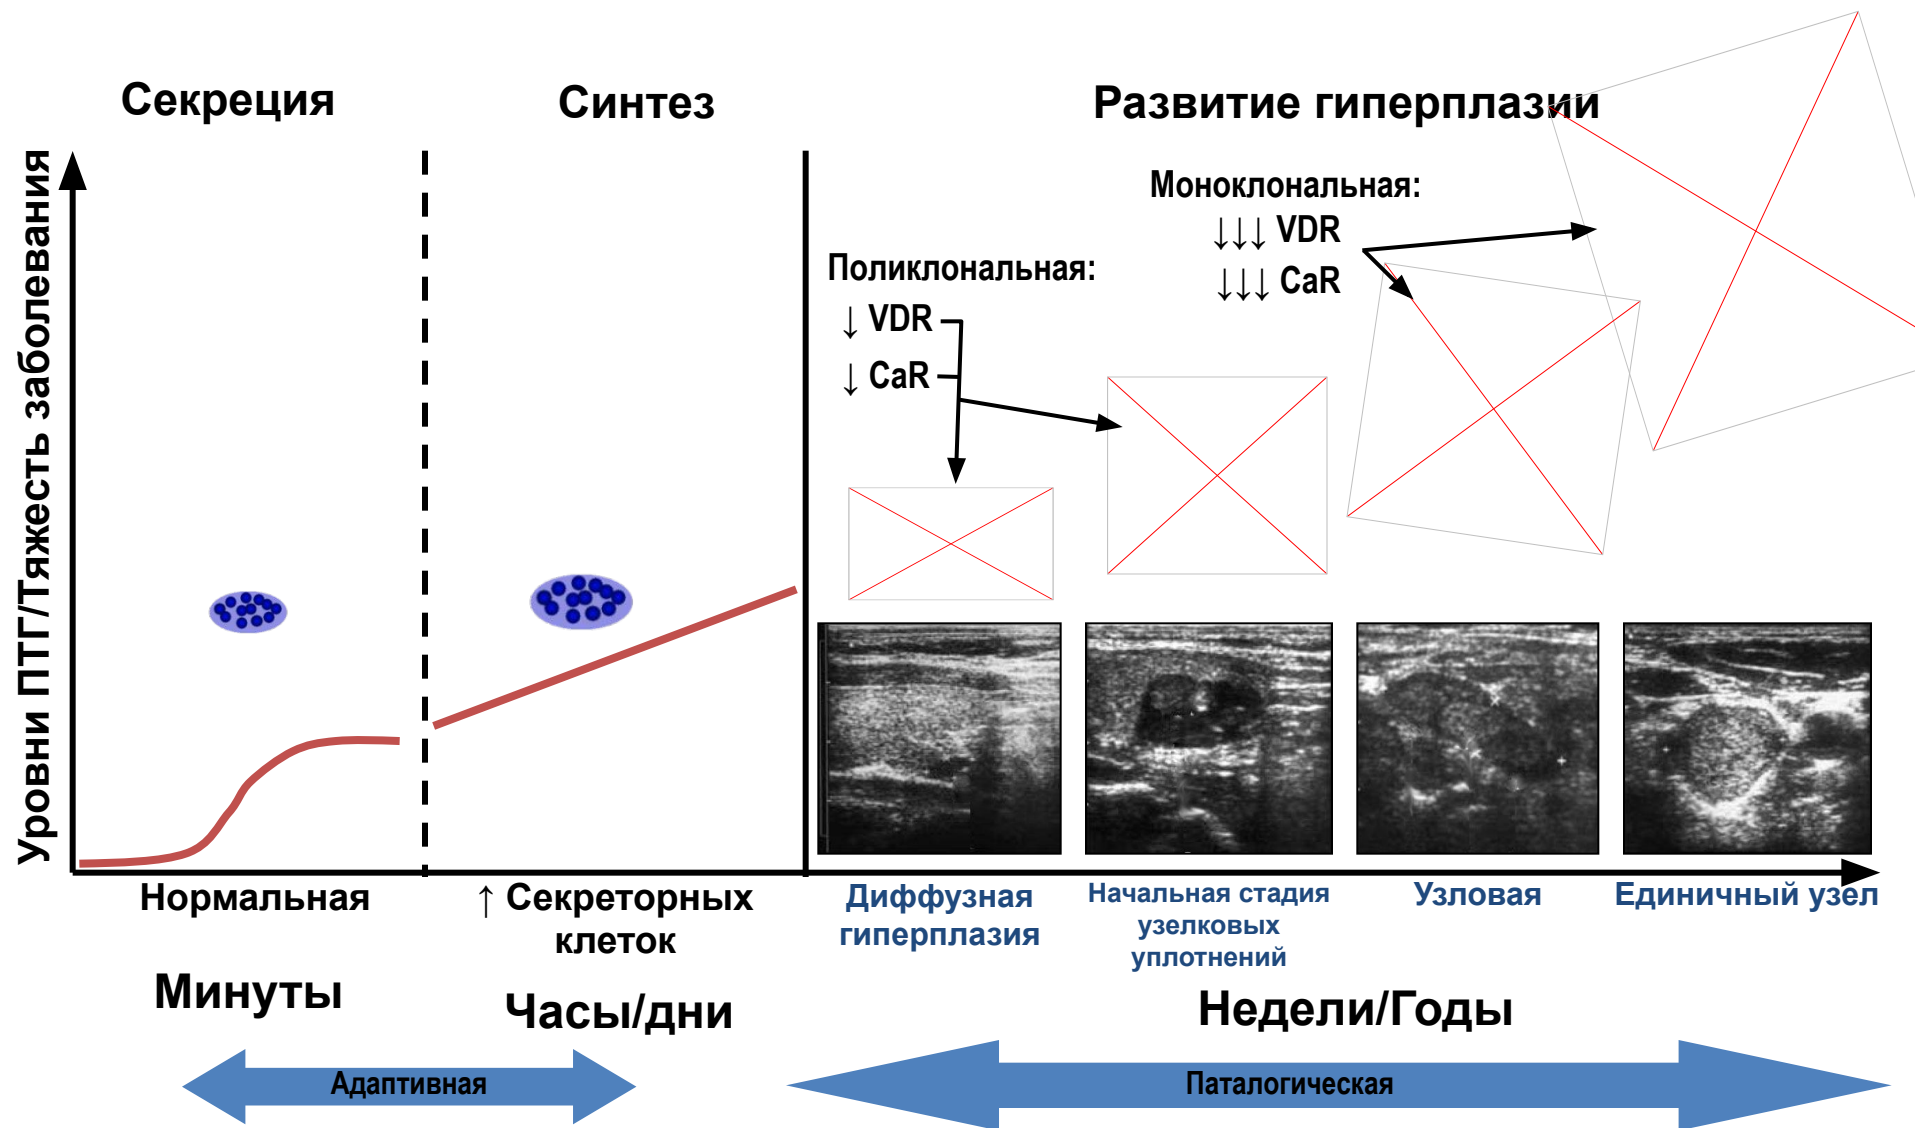 Секреция
Синтез
Развитие гиперплазии
Уровни ПТГ/Тяжесть заболевания
Моноклональная:
↓↓↓ VDR
↓↓↓ CaR
Поликлональная:
↓ VDR
↓ CaR
Нормальная
↑ Секреторных
клеток
Диффузная
гиперплазия
Начальная стадия
узелковых
уплотнений
Узловая
Единичный узел
Минуты
Часы/дни
Недели/Годы
Адаптивная
Паталогическая